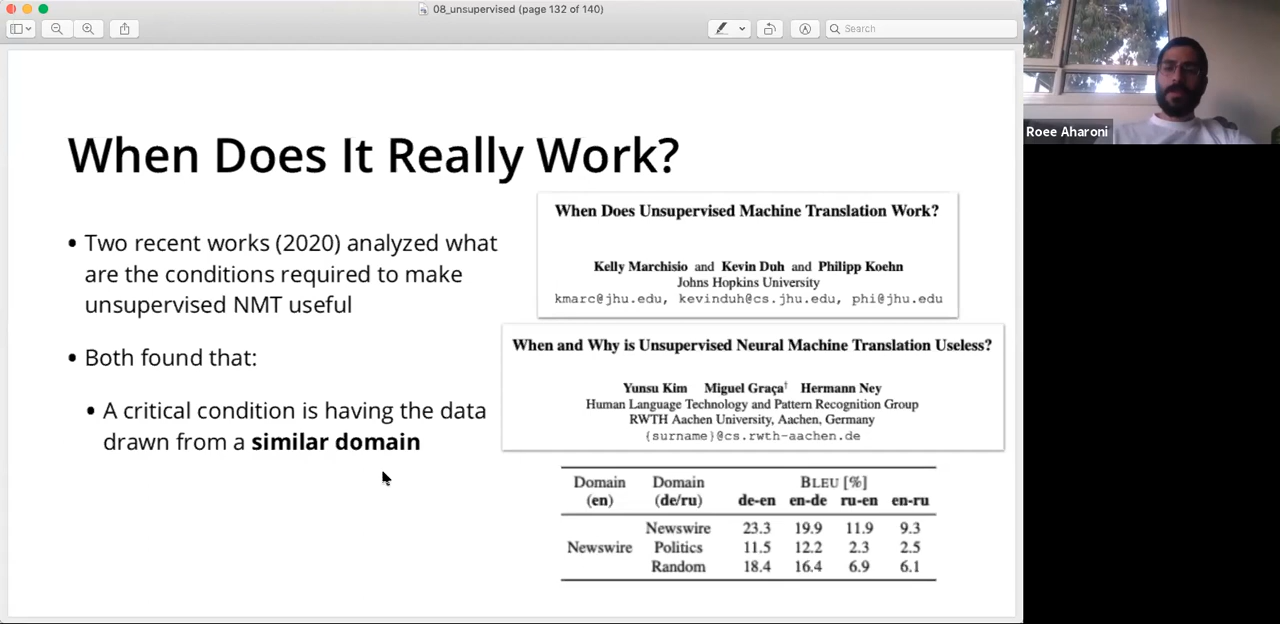 08_unsupervised (page 132 of 140)
Search
Roee Aharoni
When Does It Really Work?
• Two recent works (2020) analyzed what
are the conditions required to make
unsupervised NMT useful
• Both found that:
• A critical condition is having the data
drawn from a similar domain
When Does Unsupervised Machine Translation Work?
Kelly Marchisio and Kevin Duh and Philipp Koehn
Johns Hopkins University
kmarc@jhu.edu, kevinduh@cs.jhu.edu, phi@jhu.edu
When and Why is Unsupervised Neural Machine Translation Useless?
Yunsu Kim Miguel Graça† Hermann Ney
Human Language Technology and Pattern Recognition Group
RWTH Aachen University, Aachen, Germany
{surname}@cs.rwth-aachen.de
Domain Domain BLEU [%]
(en) (de/ru) de-en en-de ru-en en-ru
Newswire 23.3 19.9 11.9 9.3
Newswire Politics 11.5 12.2 2.3 2.5
Random 18.4 16.4 6.9 6.1